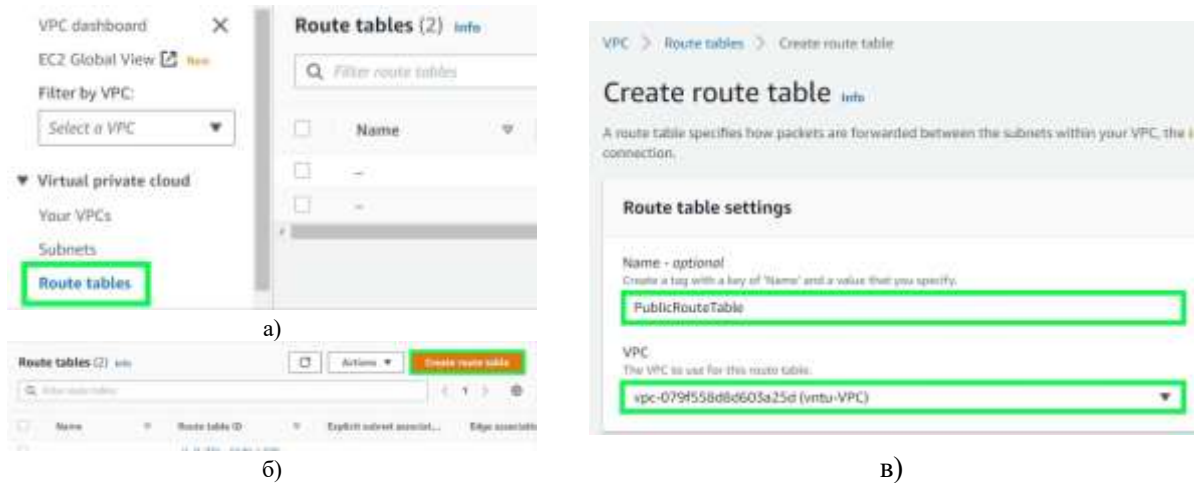 VPC dashboard
EC2 Global View New
Filter by VPC:
Select a VPC
Virtual private cloud
Your VPCs
Subnets
Route tables
Route tables (2) Info
Filter route tables
Name
–
–
а)
Route tables (2) Info
Actions
Create route table
Filter route tables
1
Name
Route table ID
Explicit subnet associat...
Edge associatio
б)
VPC > Route tables > Create route table
Create route table Info
A route table specifies how packets are forwarded between the subnets within your VPC, the
connection.
Route table settings
Name - optional
Create a tag with a key of 'Name' and a value that you specify.
PublicRouteTable
VPC
The VPC to use for this route table.
vpc-079f558d8d603a25d (vntu-VPC)
в)